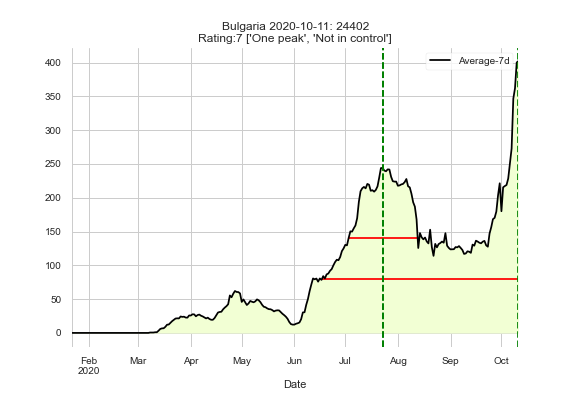 Bulgaria 2020-10-11: 24402
Rating:7 ['One peak', 'Not in control']
Average-7d
400
350
300
250
200
150
100
50
0
Feb Mar Apr May Jun Jul Aug Sep Oct
2020
Date